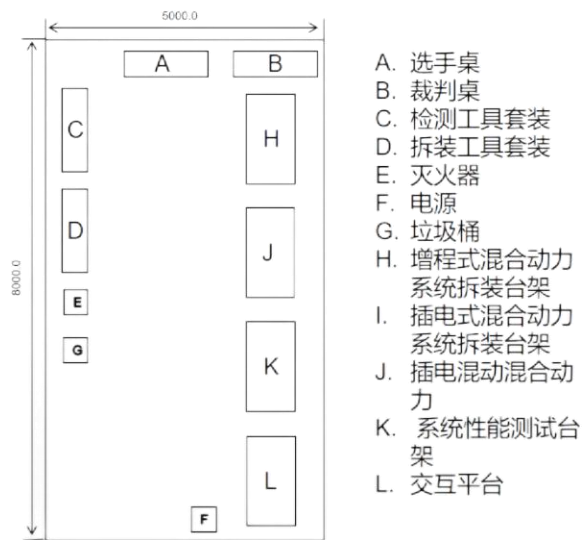 5000.0
8000.0
A
B
C
H
D
J
E
G
K
L
F
A. 选手桌
B. 裁判桌
C. 检测工具套装
D. 拆装工具套装
E. 灭火器
F. 电源
G. 垃圾桶
H. 增程式混合动力
系统拆装台架
I. 插电式混合动力
系统拆装台架
J. 插电混动混合动
力
K. 系统性能测试台
架
L. 交互平台